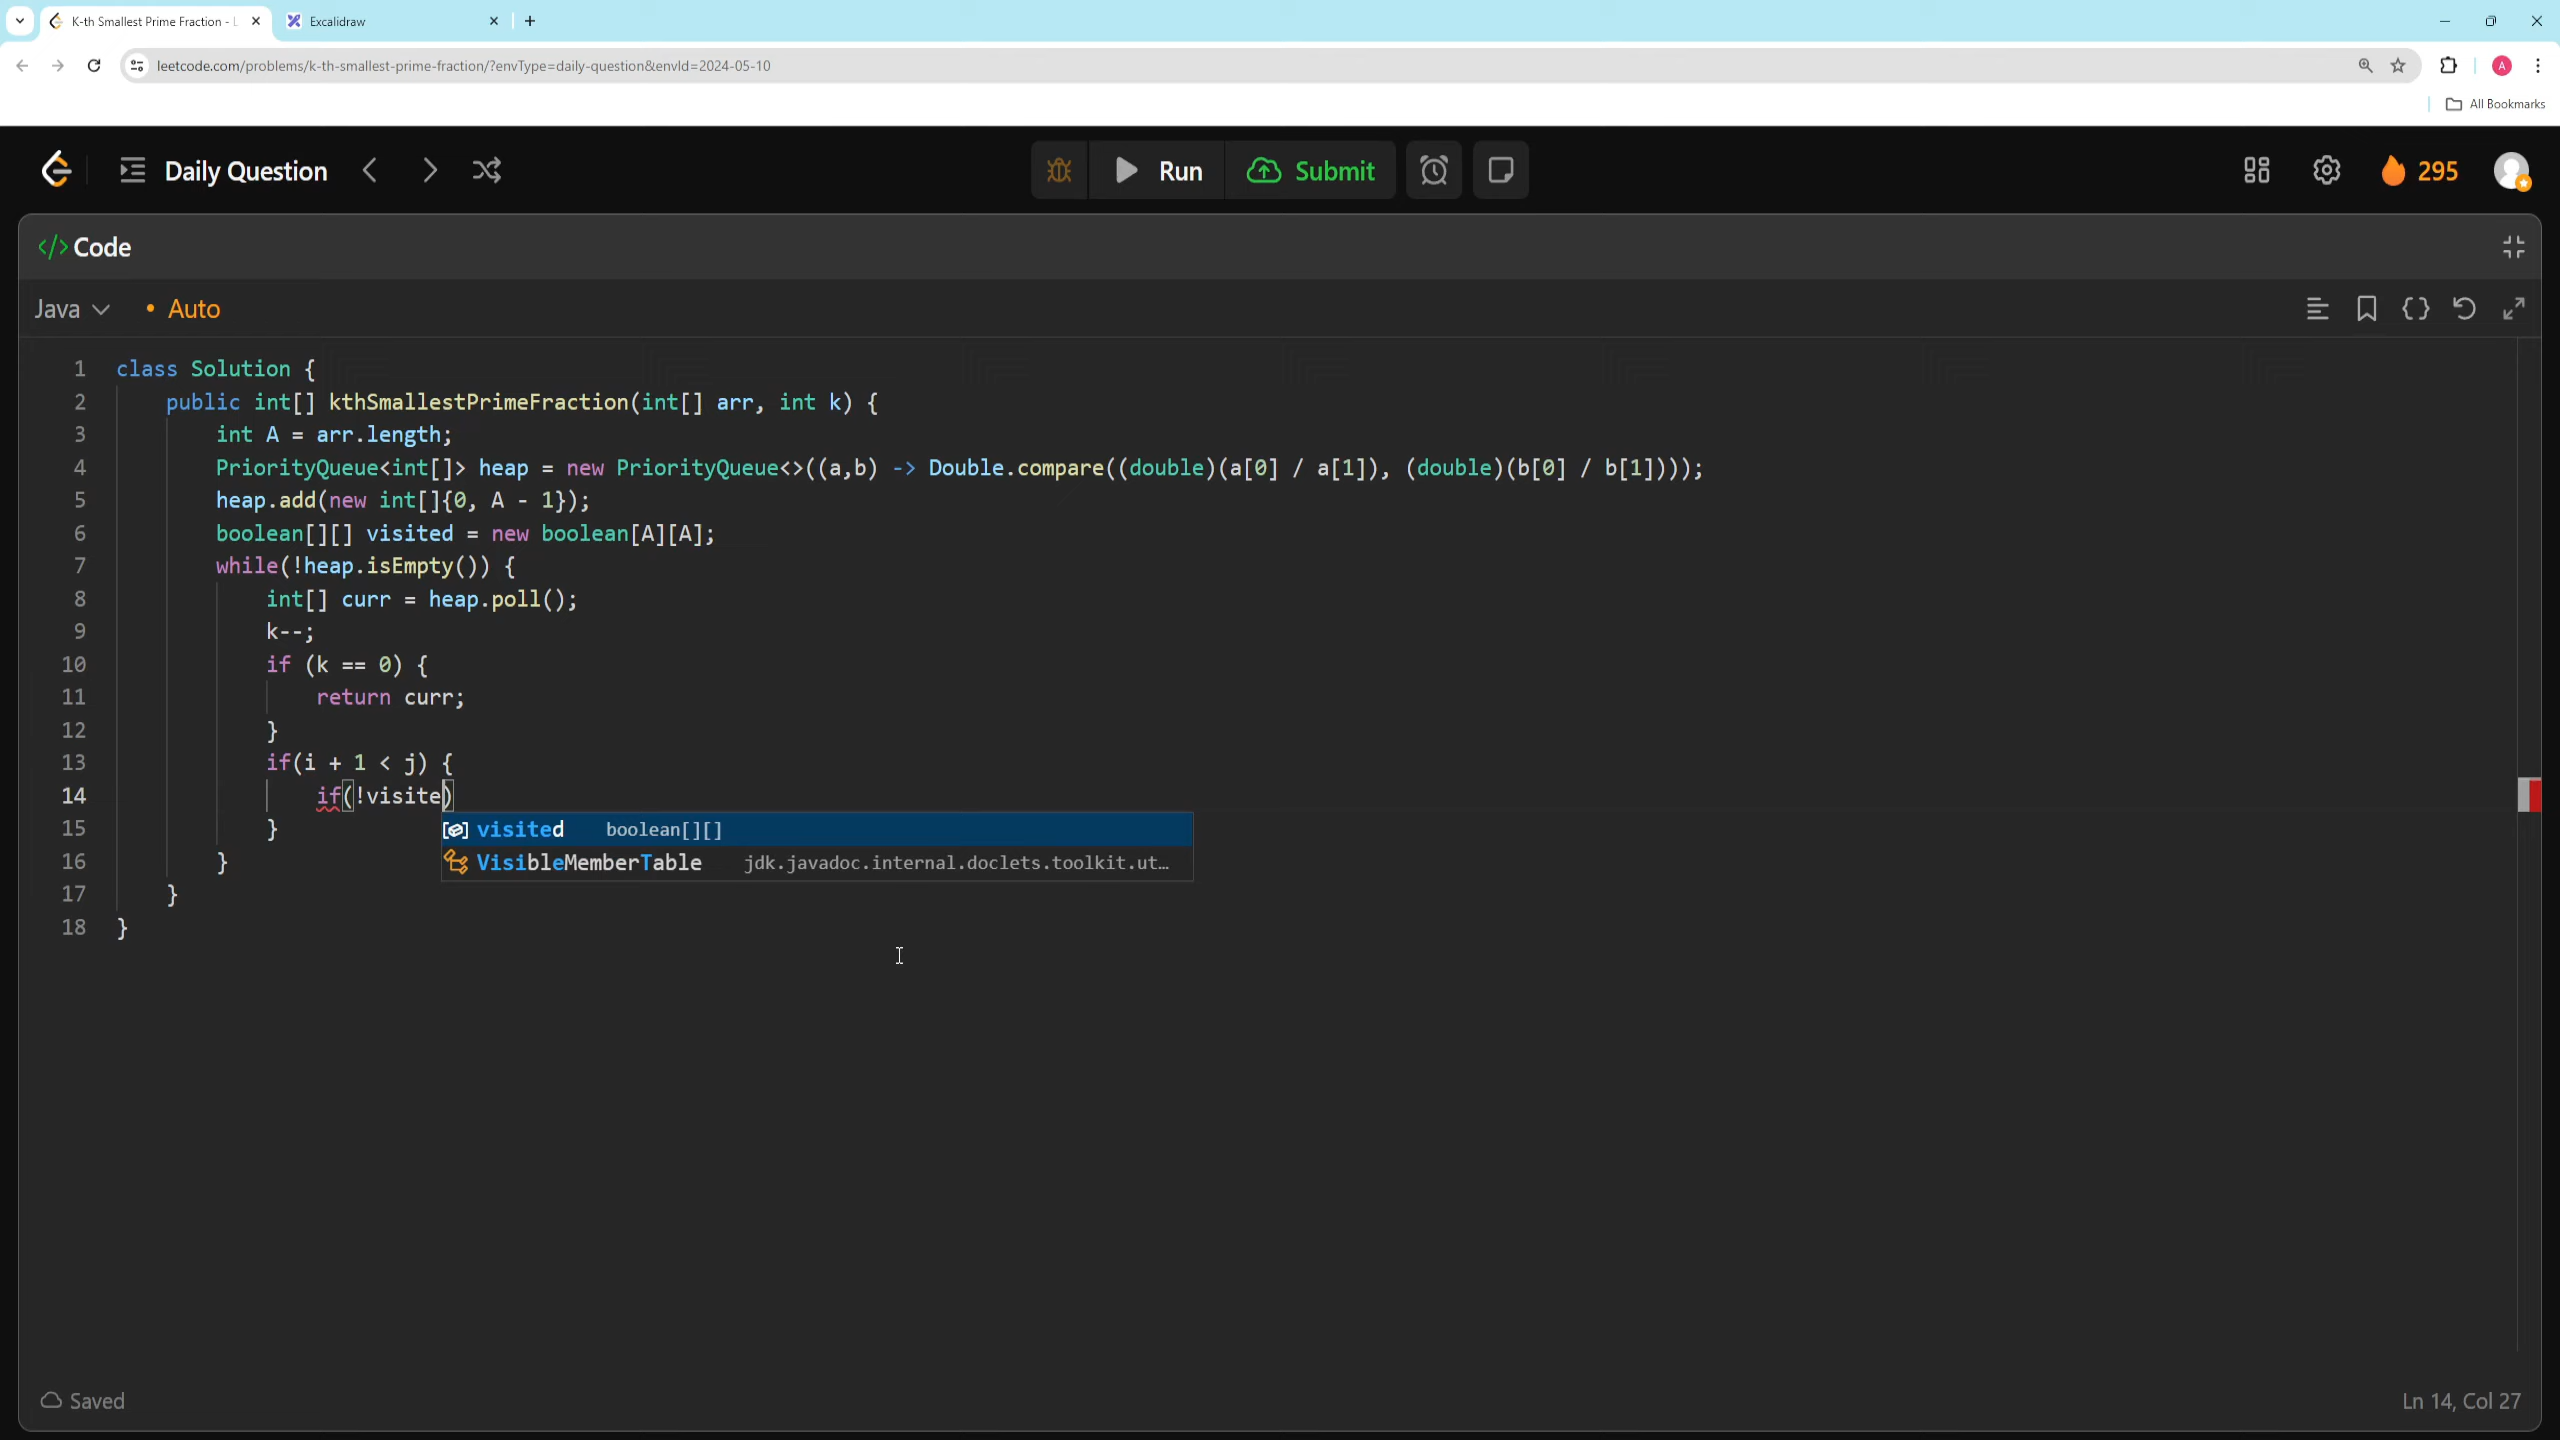 K-th Smallest Prime Fraction - L
Excalidraw
leetcode.com/problems/k-th-smallest-prime-fraction/?envType=daily-question&envId=2024-05-10
A
All Bookmarks
Daily Question
Run
Submit
295
</> Code
Java
• Auto
1 class Solution {
2 public int[] kthSmallestPrimeFraction(int[] arr, int k) {
3 int A = arr.length;
4 PriorityQueue<int[]> heap = new PriorityQueue<>((a,b) -> Double.compare((double)(a[0] / a[1]), (double)(b[0] / b[1])));
5 heap.add(new int[]{0, A - 1});
6 boolean[][] visited = new boolean[A][A];
7 while(!heap.isEmpty()) {
8 int[] curr = heap.poll();
9 k--;
10 if (k == 0) {
11 return curr;
12 }
13 if(i + 1 < j) {
14 if(!visite)
visited boolean[][]
15 }
VisibleMemberTable jdk.javadoc.internal.doclets.toolkit.ut…
16 }
17 }
18 }
Saved
Ln 14, Col 27